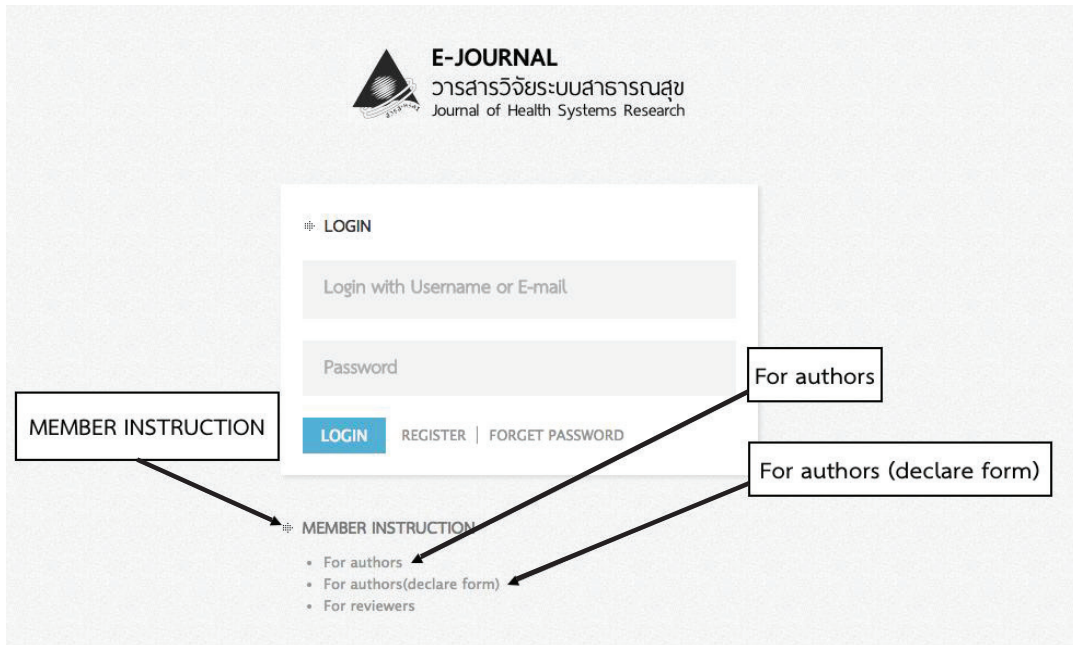 E-JOURNAL
วารสารวิจัยระบบสาธารณสุข
Journal of Health Systems Research
LOGIN
Login with Username or E-mail
Password
For authors
MEMBER INSTRUCTION
LOGIN REGISTER | FORGET PASSWORD
For authors (declare form)
MEMBER INSTRUCTION
• For authors
• For authors(declare form)
• For reviewers